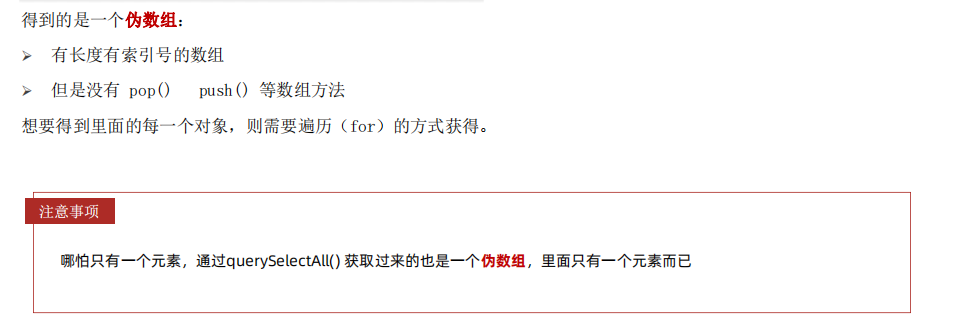 得到的是一个伪数组：
➢ 有长度有索引号的数组
➢ 但是没有 pop() push() 等数组方法
想要得到里面的每一个对象，则需要遍历（for）的方式获得。
注意事项
哪怕只有一个元素，通过querySelectAll() 获取过来的也是一个伪数组，里面只有一个元素而已